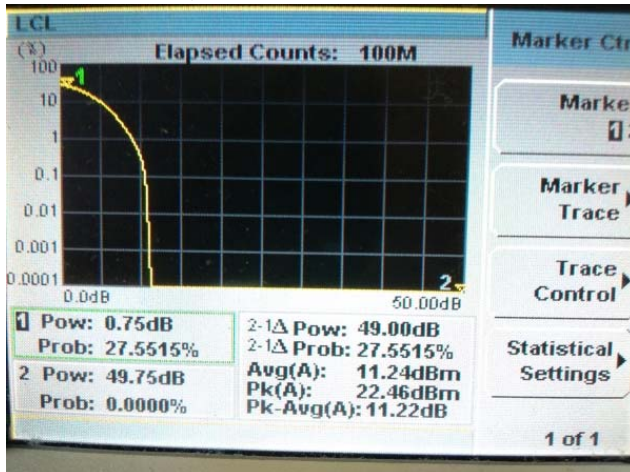 LCL
(%)
Elapsed Counts: 100M
100
1
10
1
0.1
0.01
0.001
0.0001
2
0.0dB
50.00dB
1 Pow: 0.75dB
Prob: 27.5515%
2 Pow: 49.75dB
Prob: 0.0000%
2-1Δ Pow: 49.00dB
2-1Δ Prob: 27.5515%
Avg(A): 11.24dBm
Pk(A): 22.46dBm
Pk-Avg(A): 11.22dB
Marker Ctr
Marke
1
Marker
Trace
Trace
Control
Statistical
Settings
1 of 1